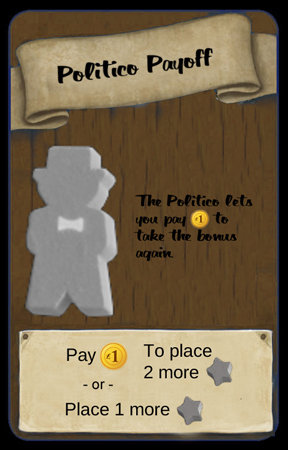 Politico Payoff
The Politico lets
you pay £1 to
take the bonus
again.
Pay £1 To place
2 more
- or -
Place 1 more